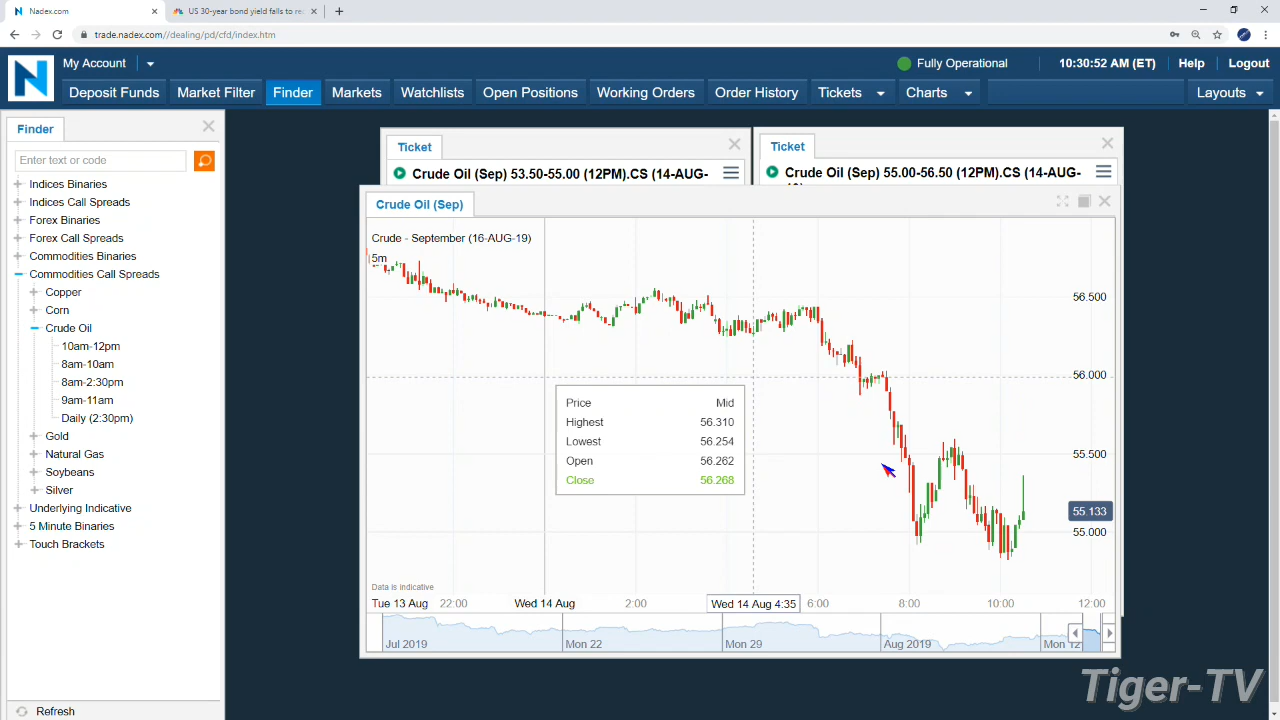 Nadex.com
US 30-year bond yield falls to re
trade.nadex.com//dealing/pd/cfd/index.htm
N
My Account
Fully Operational
10:30:52 AM (ET)
Help
Logout
Deposit Funds
Market Filter
Finder
Markets
Watchlists
Open Positions
Working Orders
Order History
Tickets
Charts
Layouts
Finder
Enter text or code
Indices Binaries
Indices Call Spreads
Forex Binaries
Forex Call Spreads
Commodities Binaries
Commodities Call Spreads
Copper
Corn
Crude Oil
10am-12pm
8am-10am
8am-2:30pm
9am-11am
Daily (2:30pm)
Gold
Natural Gas
Soybeans
Silver
Underlying Indicative
5 Minute Binaries
Touch Brackets
Refresh
Ticket
Crude Oil (Sep) 53.50-55.00 (12PM).CS (14-AUG-
Ticket
Crude Oil (Sep) 55.00-56.50 (12PM).CS (14-AUG-
Crude Oil (Sep)
Crude - September (16-AUG-19)
5m
56.500
56.000
55.500
55.133
55.000
Price Mid
Highest 56.310
Lowest 56.254
Open 56.262
Close 56.268
Data is indicative
Tue 13 Aug 22:00 Wed 14 Aug 2:00 Wed 14 Aug 4:35 6:00 8:00 10:00 12:00
Jul 2019 Mon 22 Mon 29 Aug 2019 Mon 12
Tiger-TV